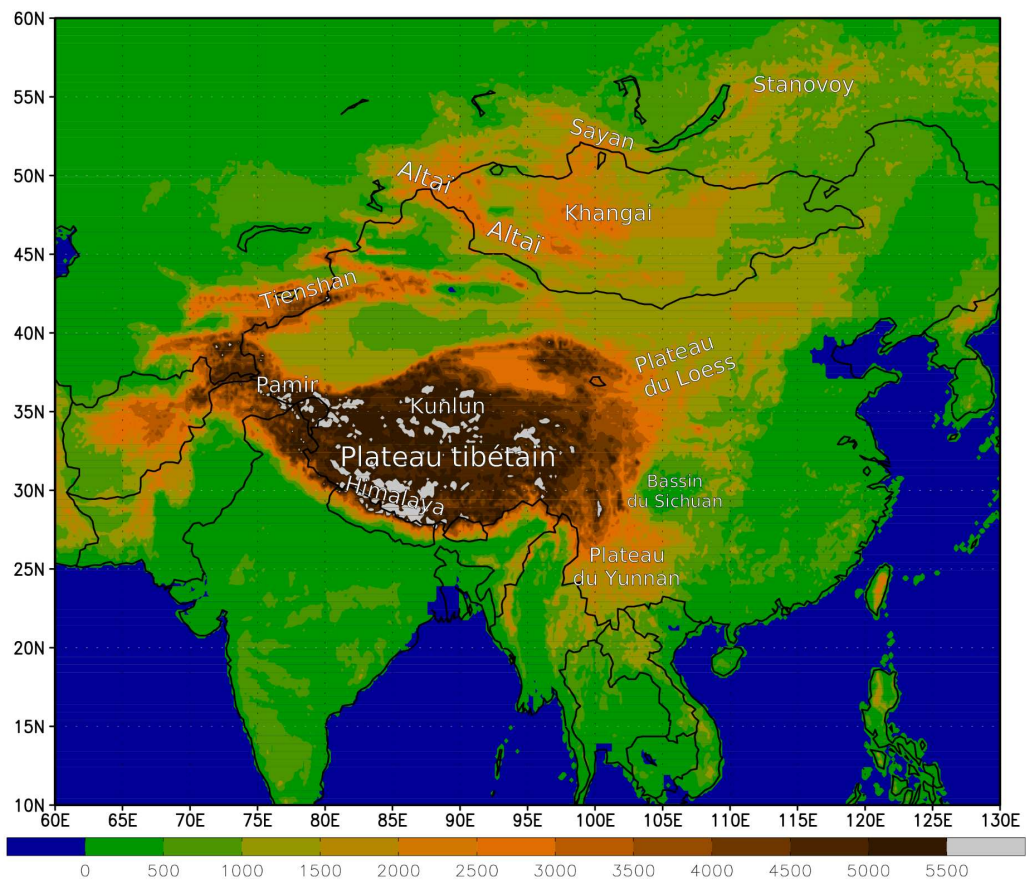 60N
55N
50N
45N
40N
35N
30N
25N
20N
15N
10N
Stanovoy
Sayan
Altaï
Khangai
Altaï
Tienshan
Plateau
du Loess
Pamir
Kunlun
Plateau tibétain
Himalaya
Bassin
du Sichuan
Plateau
du Yunnan
60E 65E 70E 75E 80E 85E 90E 95E 100E 105E 110E 115E 120E 125E 130E
0 500 1000 1500 2000 2500 3000 3500 4000 4500 5000 5500